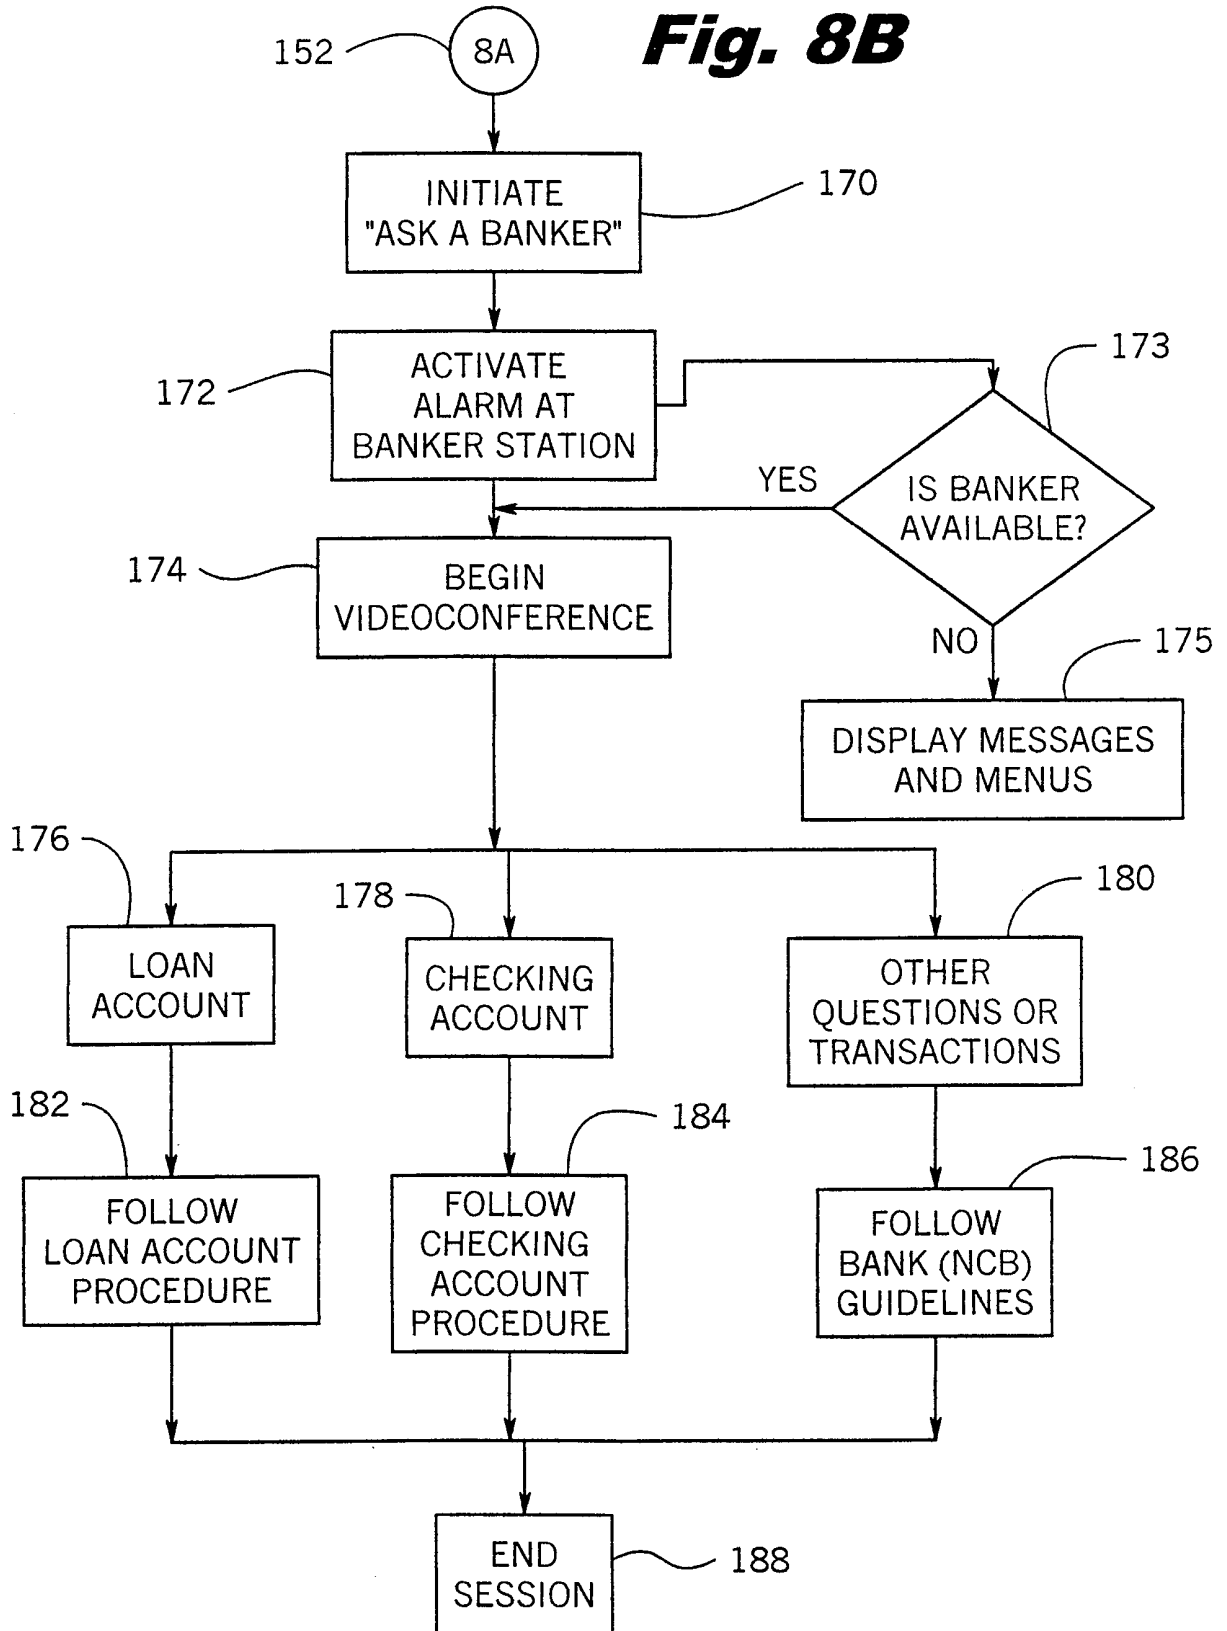 Fig. 8B
152
8A
INITIATE
"ASK A BANKER"
170
172
ACTIVATE
ALARM AT
BANKER STATION
173
IS BANKER
AVAILABLE?
YES
NO
174
BEGIN
VIDEOCONFERENCE
175
DISPLAY MESSAGES
AND MENUS
176
LOAN
ACCOUNT
178
CHECKING
ACCOUNT
180
OTHER
QUESTIONS OR
TRANSACTIONS
182
FOLLOW
LOAN ACCOUNT
PROCEDURE
184
FOLLOW
CHECKING
ACCOUNT
PROCEDURE
186
FOLLOW
BANK (NCB)
GUIDELINES
END
SESSION
188